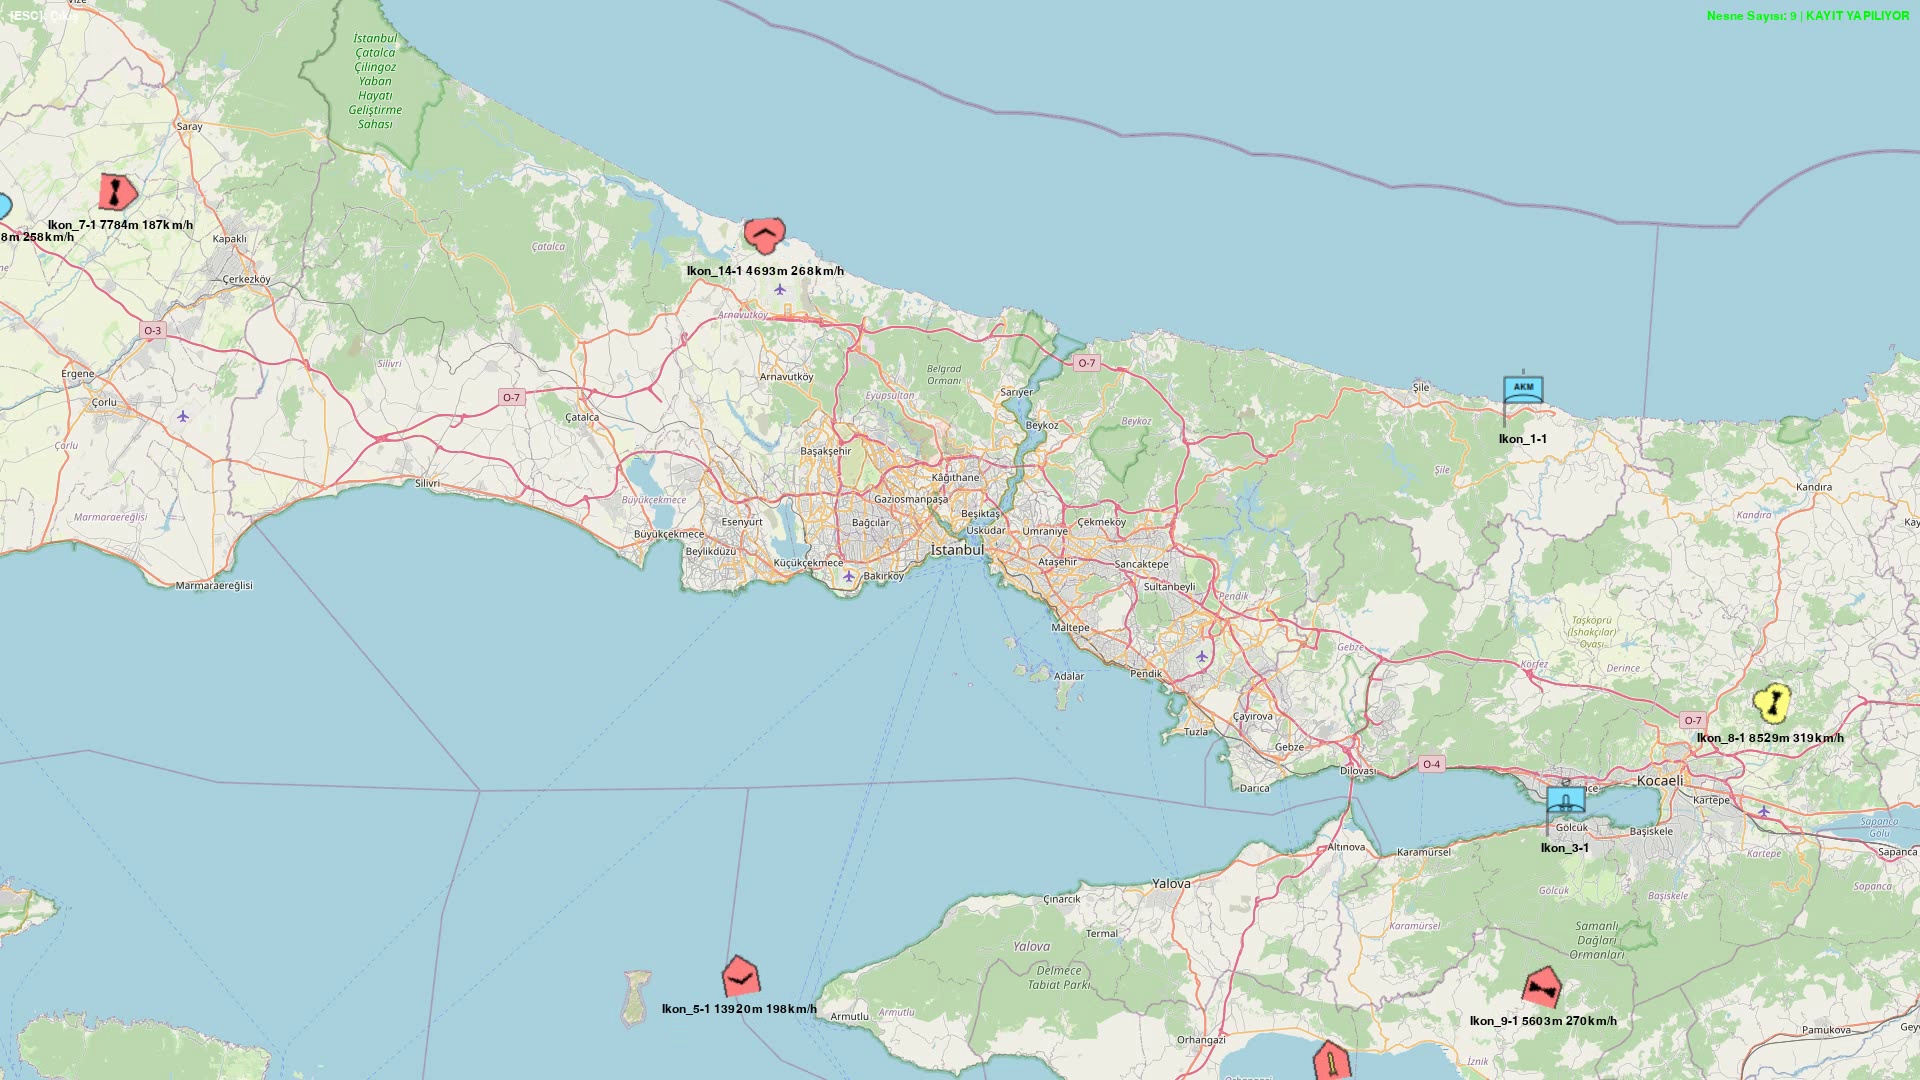 [ESC]: Çıkış
Nesne Sayısı: 9 | KAYIT YAPILIYOR
Vize
İstanbul
Çatalca
Çilingoz
Yaban
Hayatı
Geliştirme
Sahası
Saray
Ikon_7-1 7784m 187km/h
8m 258km/h
Kapaklı
Çatalca
Ikon_14-1 4693m 268km/h
Çerkezköy
Arnavutköy
O-3
Silivri
O-7
Ergene
Arnavutköy
Belgrad
Ormanı
AKM
Şile
Sarıyer
Eyüpsultan
O-7
Çorlu
Çatalca
Beykoz
Beykoz
Ikon_1-1
Çorlu
Başakşehir
Şile
Silivri
Kâğıthane
Kandıra
Büyükçekmece
Gaziosmanpaşa
Marmaraereğlisi
Beşiktaş
Kandıra
Esenyurt
Bağcılar
Üsküdar
Ümraniye
Çekmeköy
Kay
Büyükçekmece
Beylikdüzü
İstanbul
Küçükçekmece
Ataşehir
Sancaktepe
Marmaraereğlisi
Bakırköy
Sultanbeyli
Pendik
Maltepe
Taşköprü
(İshakçılar)
Ovası
Gebze
Körfez
Derince
Pendik
Adalar
Çayırova
O-7
Tuzla
Ikon_8-1 8529m 319km/h
Gebze
O-4
Dilovası
Kocaeli
Darıca
nce
Kartepe
Gölcük
Başiskele
Sapanca
Gölü
Ikon_3-1
Altınova
Karamürsel
Kartepe
Sapanca
Yalova
Gölcük
Başiskele
Sapanca
Çınarcık
Termal
Karamürsel
Samanlı
Dağları
Ormanları
Yalova
Delmece
Tabiat Parkı
Ikon_5-1 13920m 198km/h
Armutlu
Armutlu
Ikon_9-1 5603m 270km/h
Pamukova
Geyv
Orhangazi
İznik
Orhangazi